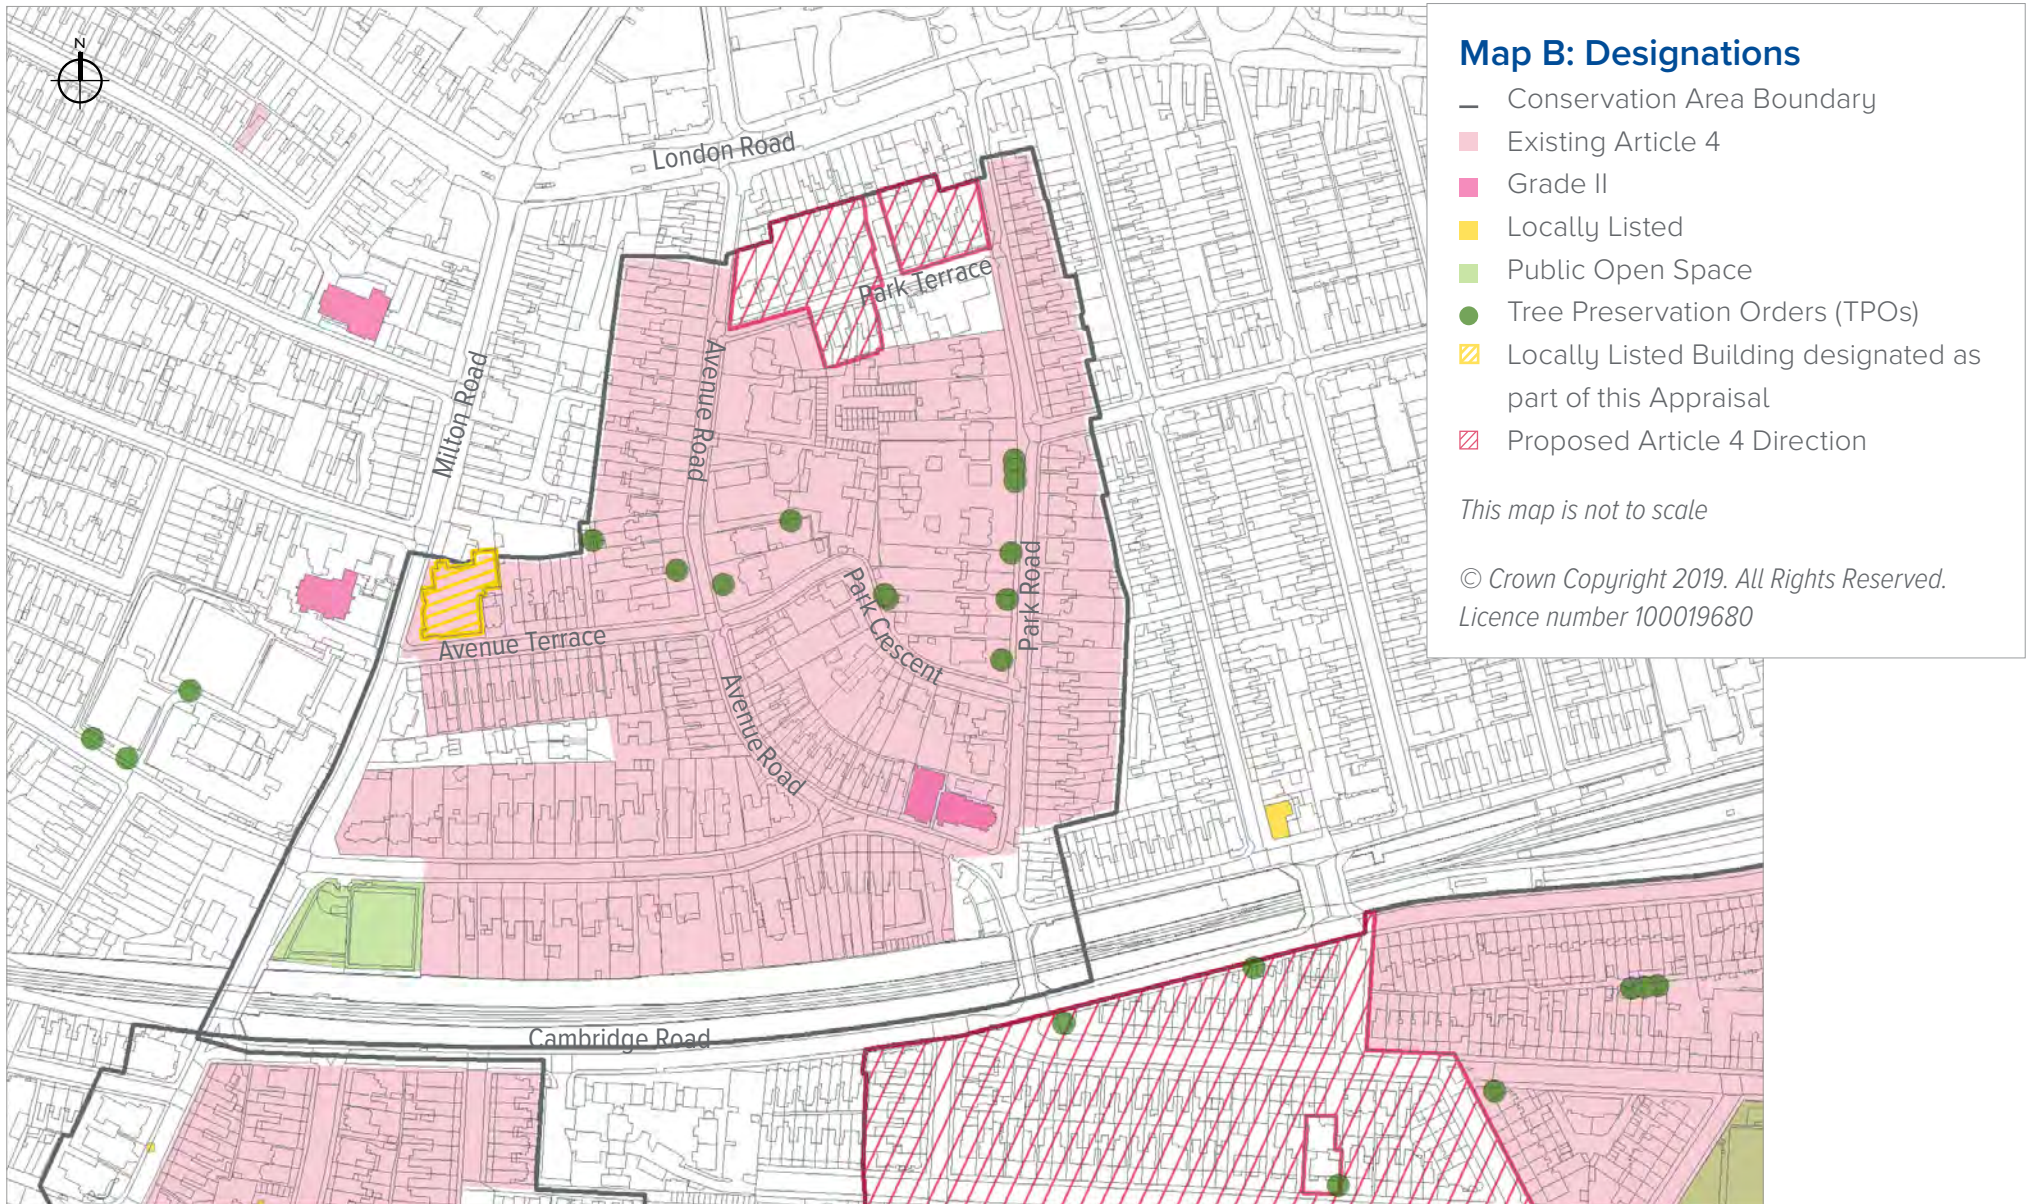 N
London Road
Park Terrace
Milton Road
Avenue Road
Park Road
Park Crescent
Avenue Terrace
Avenue Road
Cambridge Road
Map B: Designations
Conservation Area Boundary
Existing Article 4
Grade II
Locally Listed
Public Open Space
Tree Preservation Orders (TPOs)
Locally Listed Building designated as
part of this Appraisal
Proposed Article 4 Direction
This map is not to scale
© Crown Copyright 2019. All Rights Reserved.
Licence number 100019680